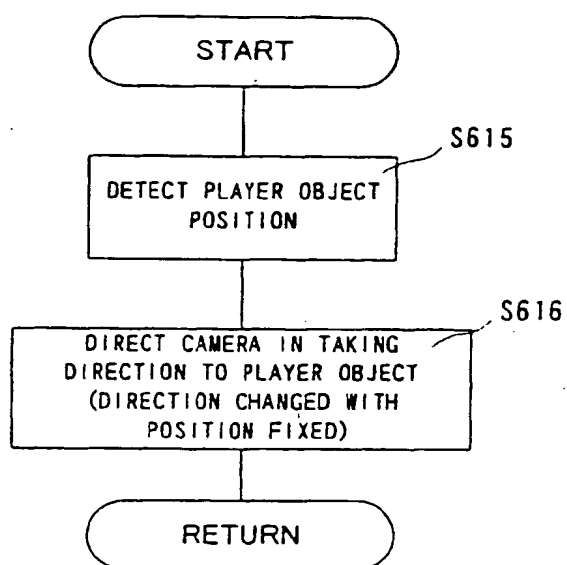 START
S615
DETECT PLAYER OBJECT
POSITION
S616
DIRECT CAMERA IN TAKING
DIRECTION TO PLAYER OBJECT
(DIRECTION CHANGED WITH
POSITION FIXED)
RETURN